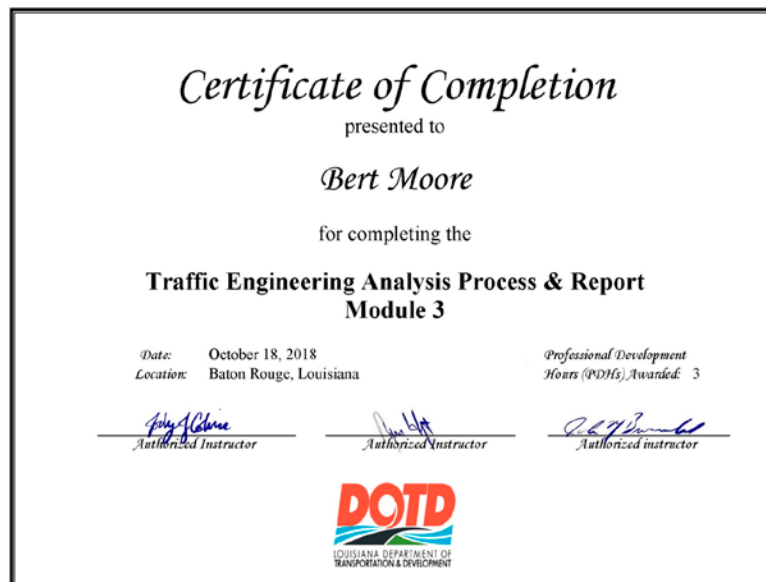 Certificate of Completion
presented to
Bert Moore
for completing the
Traffic Engineering Analysis Process & Report
Module 3
Date: October 18, 2018
Location: Baton Rouge, Louisiana
Professional Development
Hours (PDHs) Awarded: 3
Authorized Instructor
Authorized Instructor
Authorized instructor
DOTD
LOUISIANA DEPARTMENT OF
TRANSPORTATION & DEVELOPMENT